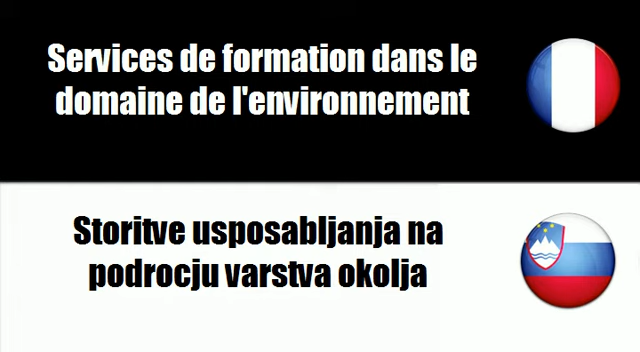 Services de formation dans le
domaine de l'environnement
Storitve usposabljanja na
podrocju varstva okolja